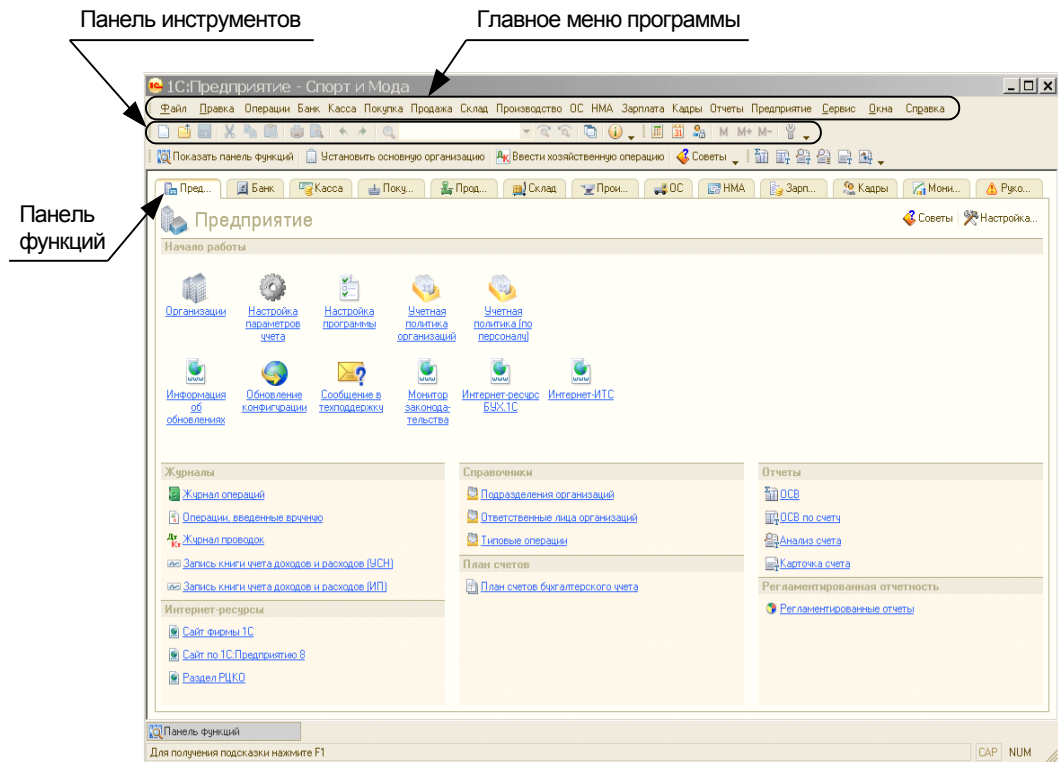 Панель инструментов
Главное меню программы
1С:Предприятие - Спорт и Мода
Файл Правка Операции Банк Касса Покупка Продажа Склад Производство ОС НМА Зарплата Кадры Отчеты Предприятие Сервис Окна Справка
M M+ M-
Показать панель функций Установить основную организацию Ввести хозяйственную операцию Советы
Пред... Банк Касса Поку... Прод... Склад Прои... ОС НМА Зарп... Кадры Мони... Руко...
Панель
функций
Предприятие
Советы Настройка...
Начало работы
Организации
Настройка
параметров
учета
Настройка
программы
Учетная
политика
организаций
Учетная
политика (по
персоналу)
Информация
об
обновлениях
Обновление
конфигурации
Сообщение в
техподдержку
Монитор
законода-
тельства
Интернет-ресурс
БУХ.1С
Интернет-ИТС
Журналы
Журнал операций
Операции, введенные вручную
Журнал проводок
Запись книги учета доходов и расходов (УСН)
Запись книги учета доходов и расходов (ИП)
Интернет-ресурсы
Сайт фирмы 1С
Сайт по 1С:Предприятию 8
Раздел РЦКО
Справочники
Подразделения организаций
Ответственные лица организаций
Типовые операции
План счетов
План счетов бухгалтерского учета
Отчеты
ОСВ
ОСВ по счету
Анализ счета
Карточка счета
Регламентированная отчетность
Регламентированные отчеты
Панель функций
Для получения подсказки нажмите F1
CAP NUM